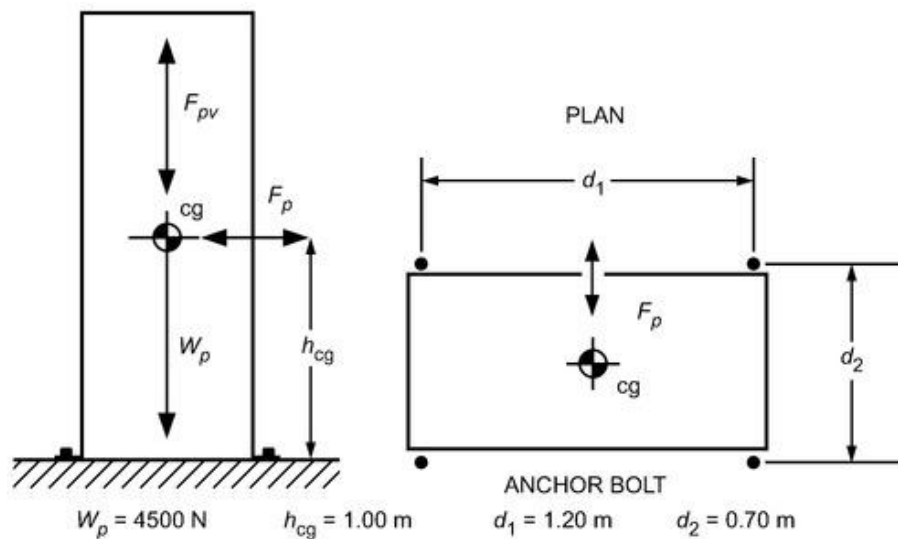 F_pv
F_p
cg
W_p
h_cg
PLAN
d_1
F_p
cg
d_2
ANCHOR BOLT
W_p = 4500 N h_cg = 1.00 m d_1 = 1.20 m d_2 = 0.70 m